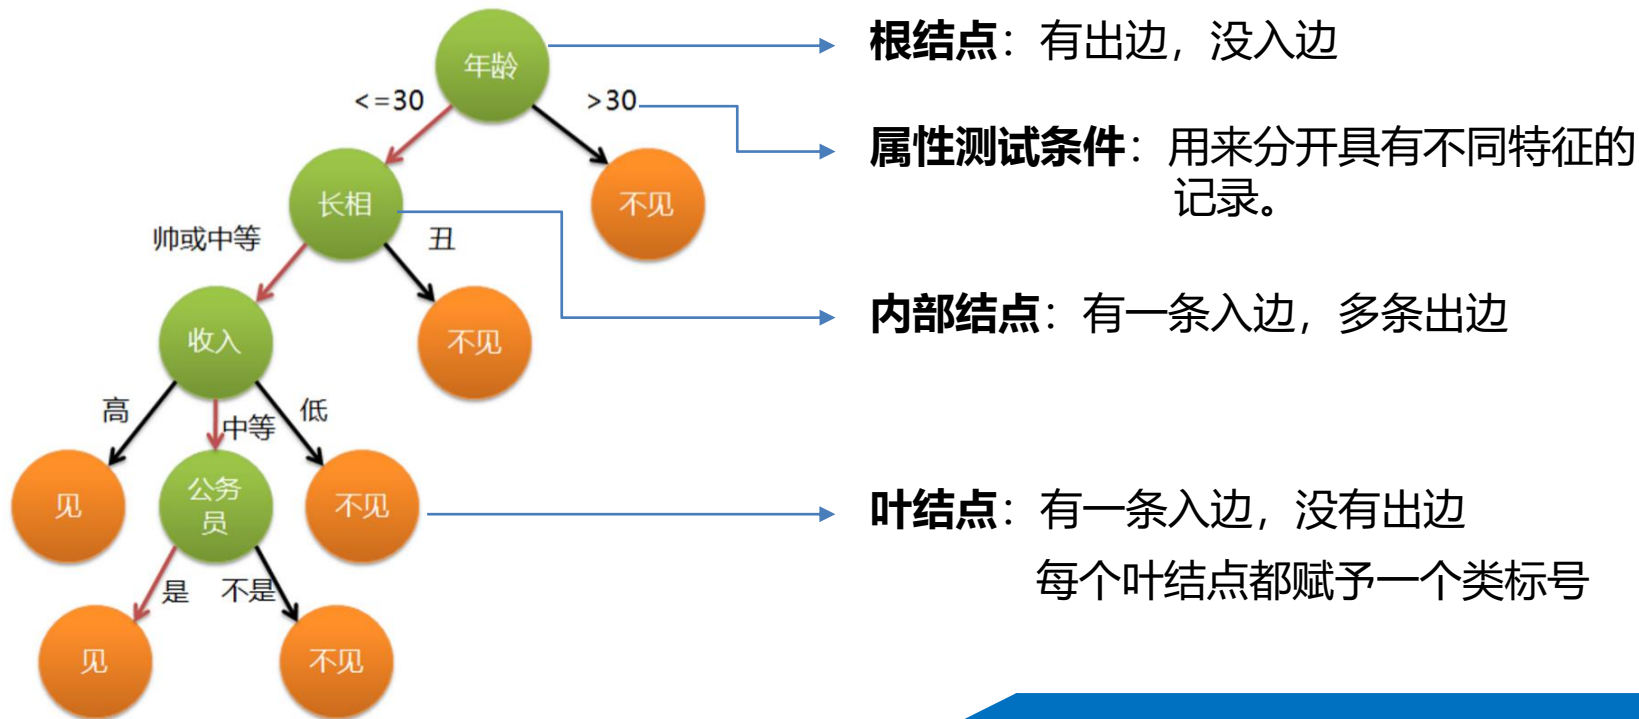 年龄
根结点：有出边，没入边
<=30
>30
属性测试条件：用来分开具有不同特征的
记录。
长相
不见
帅或中等
丑
内部结点：有一条入边，多条出边
收入
不见
高
中等
低
见
公务
员
不见
叶结点：有一条入边，没有出边
每个叶结点都赋予一个类标号
是
不是
见
不见